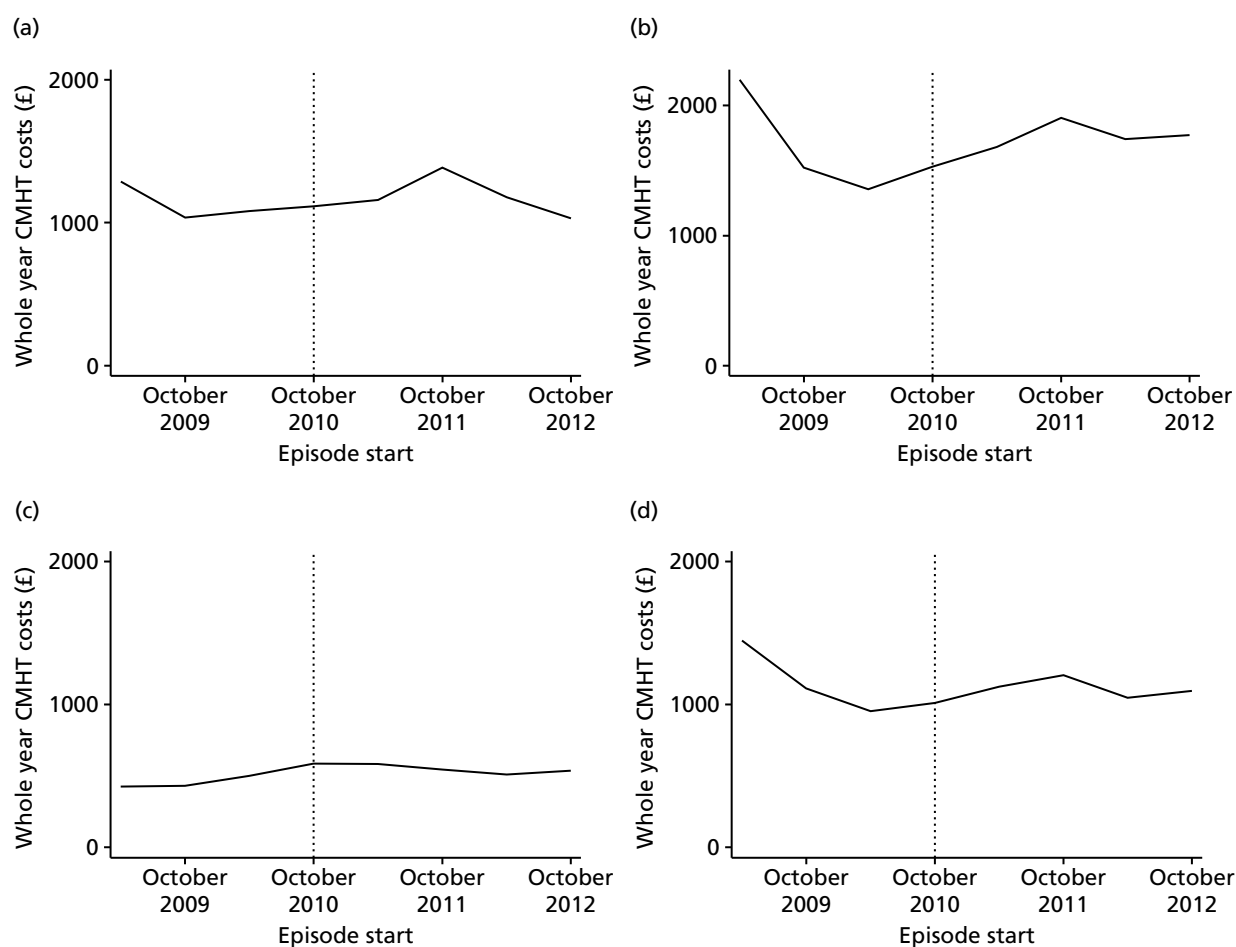 (a)
Whole year CMHT costs (£)
2000
1000
0
October October October October
2009 2010 2011 2012
Episode start
(b)
Whole year CMHT costs (£)
2000
1000
0
October October October October
2009 2010 2011 2012
Episode start
(c)
Whole year CMHT costs (£)
2000
1000
0
October October October October
2009 2010 2011 2012
Episode start
(d)
Whole year CMHT costs (£)
2000
1000
0
October October October October
2009 2010 2011 2012
Episode start